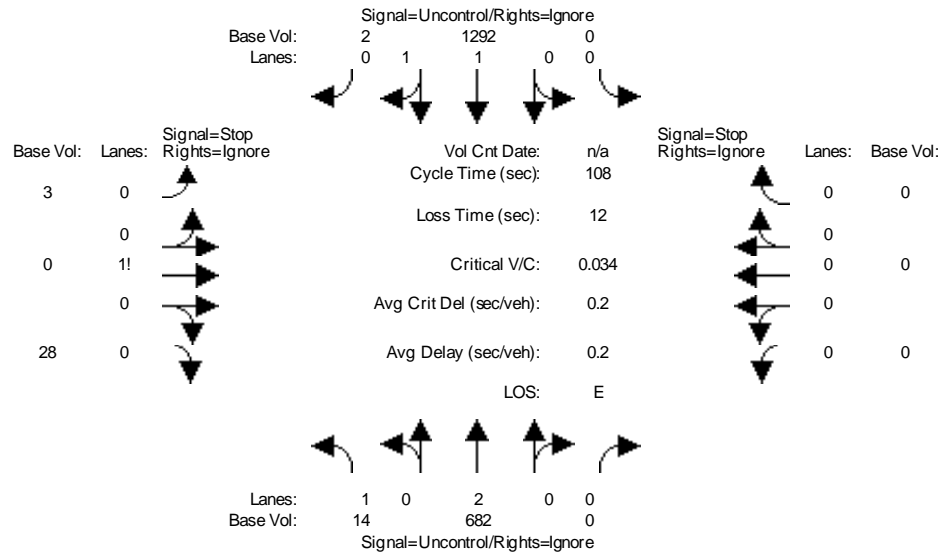 Signal=Uncontrol/Rights=Ignore
Base Vol: 2 1292 0
Lanes: 0 1 1 0 0
Signal=Stop Signal=Stop
Base Vol: Lanes: Rights=Ignore Vol Cnt Date: n/a Rights=Ignore Lanes: Base Vol:
Cycle Time (sec): 108
3 0 0 0
Loss Time (sec): 12
0 0
0 1! Critical V/C: 0.034 0 0
0 Avg Crit Del (sec/veh): 0.2 0
28 0 Avg Delay (sec/veh): 0.2 0 0
LOS: E
Lanes: 1 0 2 0 0
Base Vol: 14 682 0
Signal=Uncontrol/Rights=Ignore